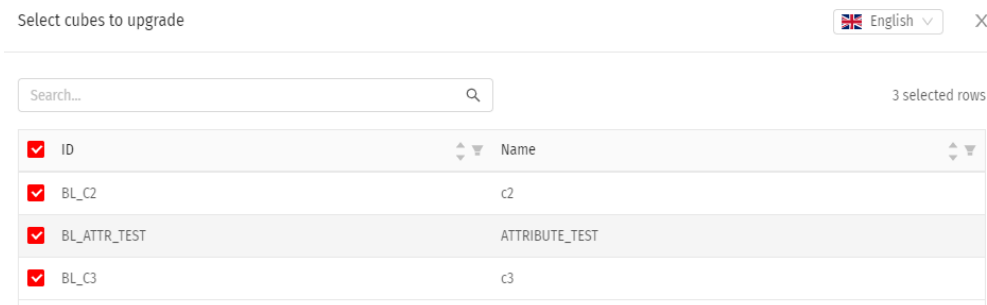 Select cubes to upgrade English X
Search... 3 selected rows
ID Name
BL_C2 c2
BL_ATTR_TEST ATTRIBUTE_TEST
BL_C3 c3